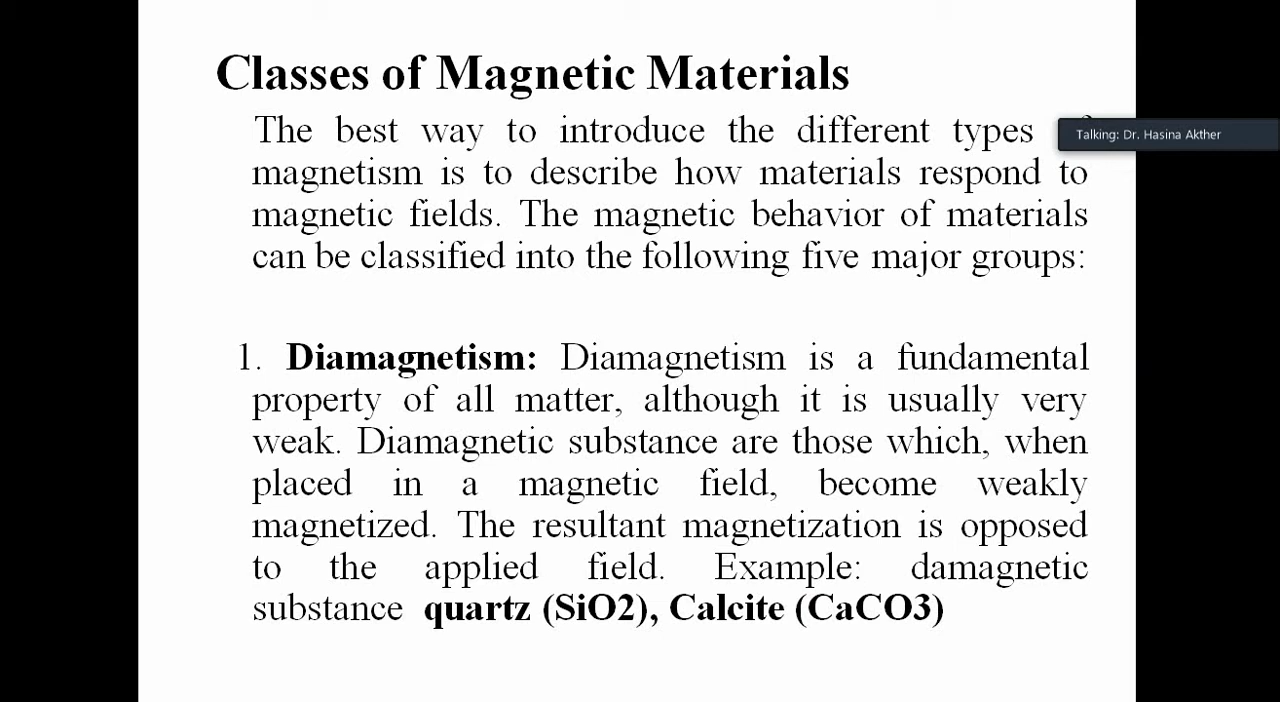 Classes of Magnetic Materials
The best way to introduce the different types
Talking: Dr. Hasina Akther
magnetism is to describe how materials respond to
magnetic fields. The magnetic behavior of materials
can be classified into the following five major groups:
1. Diamagnetism: Diamagnetism is a fundamental
property of all matter, although it is usually very
weak. Diamagnetic substance are those which, when
placed in a magnetic field, become weakly
magnetized. The resultant magnetization is opposed
to the applied field. Example: damagnetic
substance quartz (SiO2), Calcite (CaCO3)